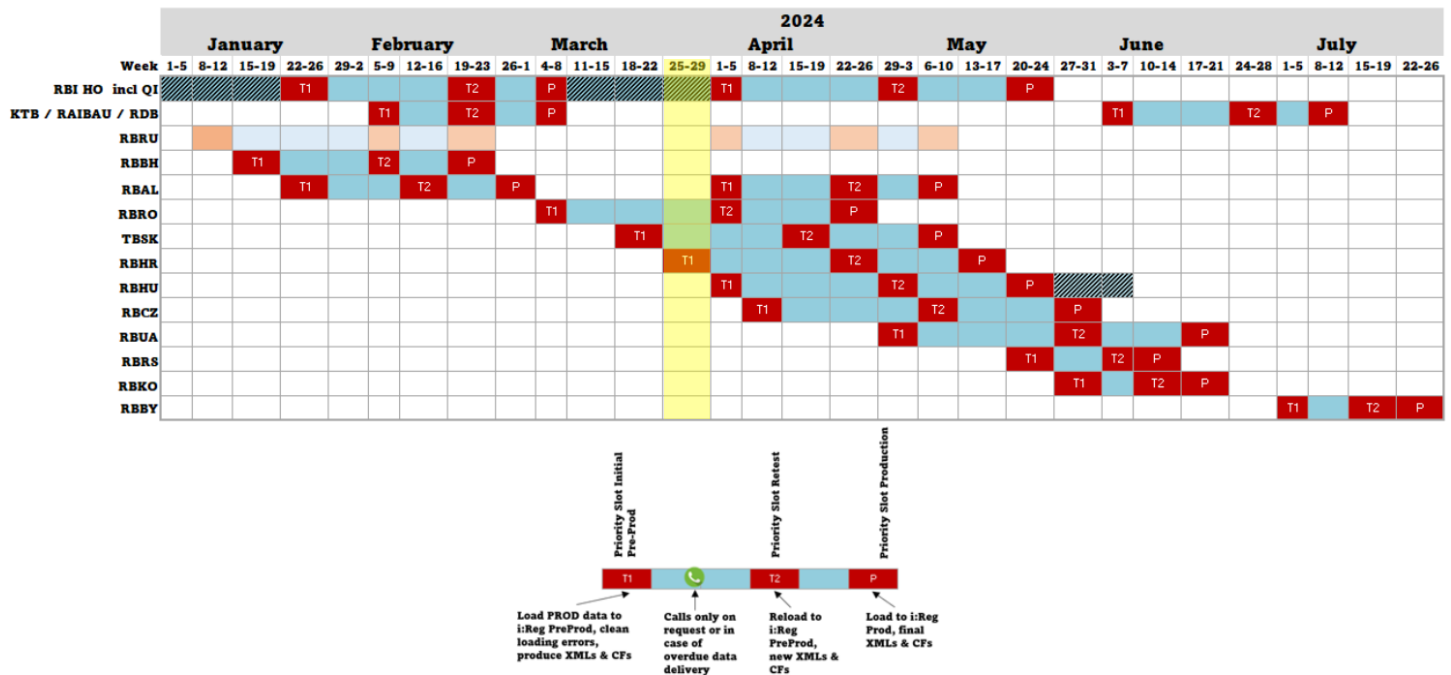 2024
January February March April May June July
Week 1-5 8-12 15-19 22-26 29-2 5-9 12-16 19-23 26-1 4-8 11-15 18-22 25-29 1-5 8-12 15-19 22-26 29-3 6-10 13-17 20-24 27-31 3-7 10-14 17-21 24-28 1-5 8-12 15-19 22-26
RBI HO incl QI T1 T2 P T1 T2 P
KTB / RAIBAU / RDB T1 T2 P T1 T2 P
RBRU
RBBH T1 T2 P
RBAL T1 T2 P T1 T2 P
RBRO T1 T2 P
TBSK T1 T2 P
RBHR T1 T2 P
RBHU T1 T2 P
RBCZ T1 T2 P
RBUA T1 T2 P
RBRS T1 T2 P
RBKO T1 T2 P
RBBY T1 T2 P
Priority Slot Initial
Pre-Prod
Priority Slot Retest
Priority Slot Production
T1 T2 P
Load PROD data to
i:Reg PreProd, clean
loading errors,
produce XMLs & CFs
Calls only on
request or in
case of
overdue data
delivery
Reload to
i:Reg
PreProd,
new XMLs &
CFs
Load to i:Reg
Prod, final
XMLs & CFs